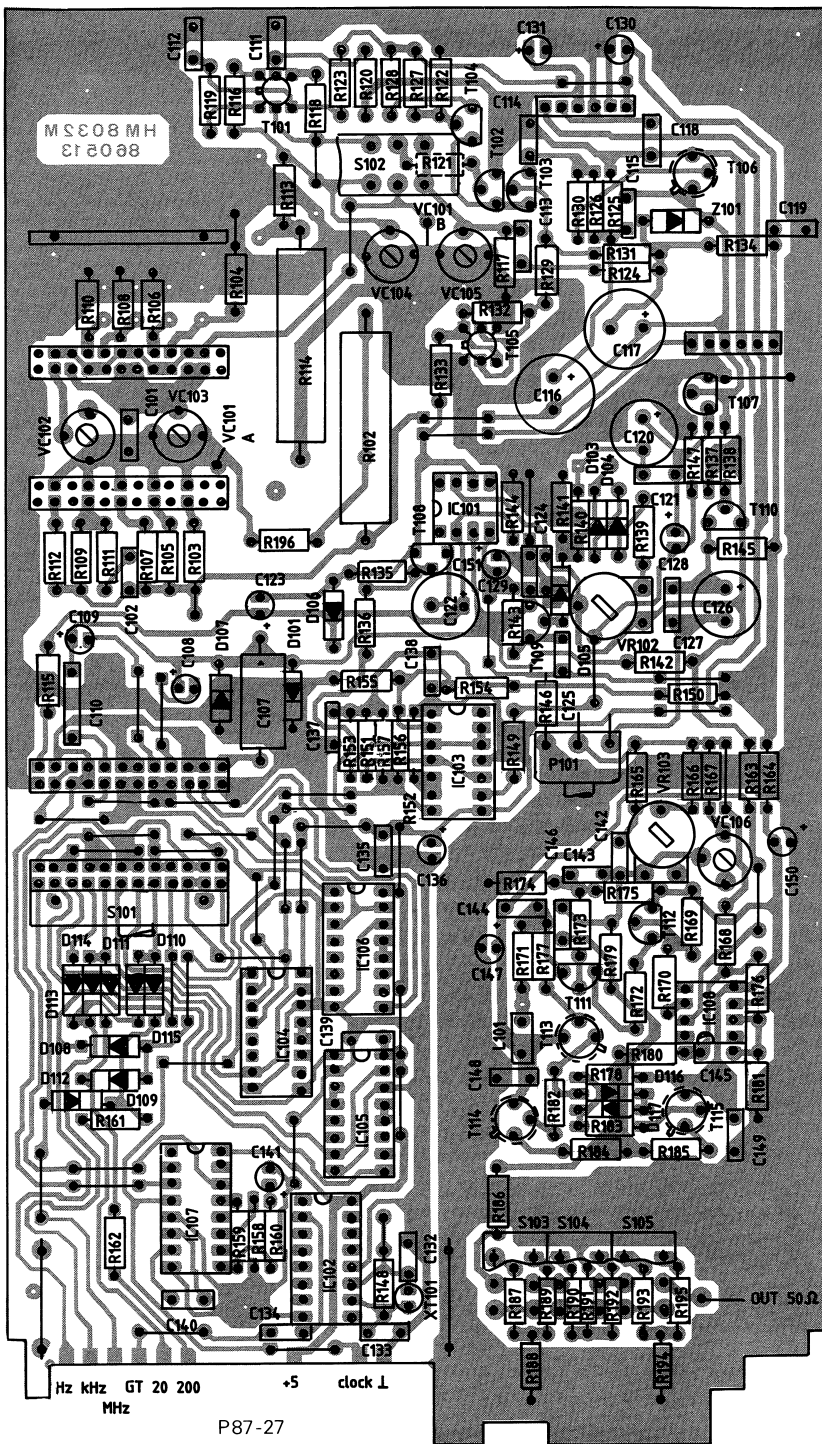 C112
C111
C131
C130
R119
R116
T101
R118
R123
R120
R128
R127
R122
T104
C114
C118
HM8032M
860513
S102
R121
T102
T103
C115
T106
R113
VC101
B
C113
R130
R126
R125
Z101
C119
R134
R104
VC104
VC105
R117
R129
R131
R124
R110
R108
R106
R132
T105
C117
R114
R133
C116
VC102
C101
VC103
VC101
A
R102
T107
C120
D103
D104
R147
R137
R138
IC101
R144
C124
R141
R140
C121
R139
T110
R112
R109
R111
R107
R105
R103
R196
T108
C151
C128
R145
R135
C129
C102
C123
D106
R136
C122
R143
C126
C109
C108
D107
D101
T109
D105
VR102
C127
R115
C110
C107
R155
C138
R154
R142
R146
C125
R150
C137
R153
R151
R157
R156
IC103
R149
P101
R165
VR103
R166
R167
R163
R164
R152
C142
VC106
C135
C136
C146
C143
C150
S101
R174
R175
C144
IC106
R173
T112
R169
R168
D114
D111
D110
C147
R171
R177
R179
D113
IC104
T111
R172
R170
IC108
R176
D115
C139
L101
T113
D108
IC105
R180
C145
D112
C148
R178
D116
R181
D109
R182
R161
T114
R183
D117
T115
C149
R184
R185
IC107
C141
R186
R162
R159
R158
R160
IC102
C132
S103
S104
S105
R148
XT101
R187
R189
R190
R191
R192
R193
R195
OUT 50Ω
C140
C134
C133
R188
R194
Hz kHz GT 20 200
MHz
+5
clock ⊥
P87-27